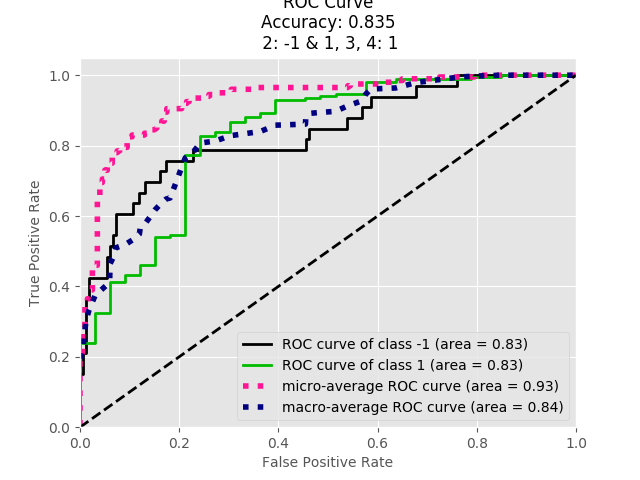 ROC Curve
Accuracy: 0.835
2: -1 & 1, 3, 4: 1
1.0
0.8
0.6
0.4
0.2
0.0
True Positive Rate
ROC curve of class -1 (area = 0.83)
ROC curve of class 1 (area = 0.83)
micro-average ROC curve (area = 0.93)
macro-average ROC curve (area = 0.84)
0.0 0.2 0.4 0.6 0.8 1.0
False Positive Rate